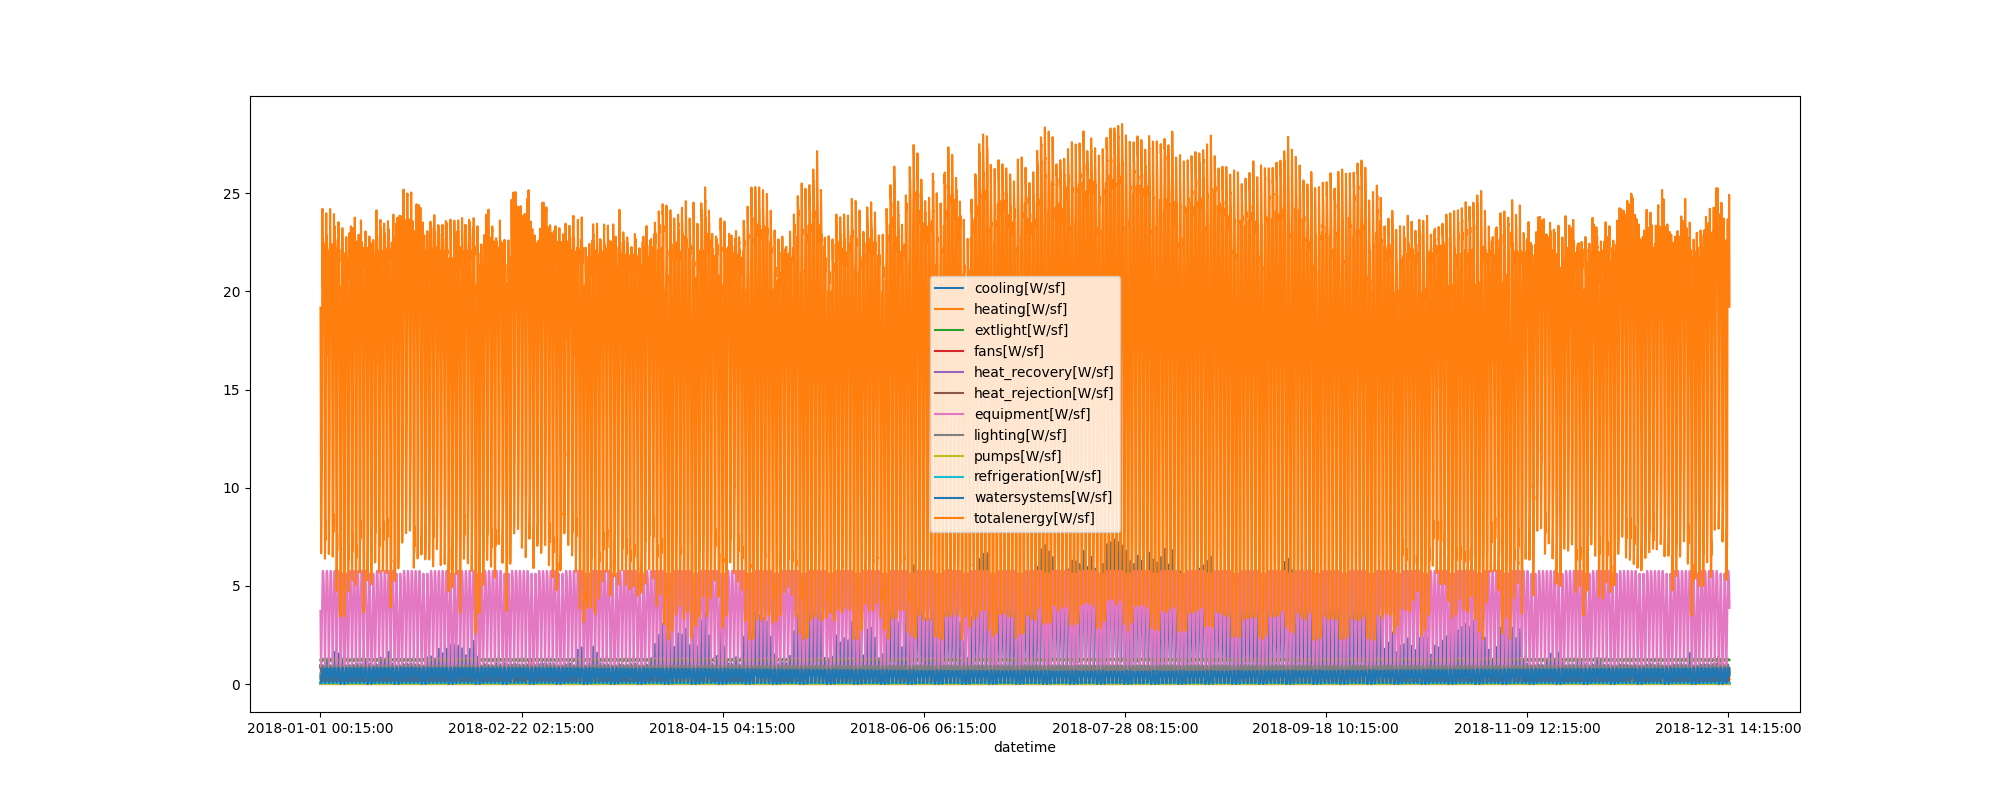 25
20
15
10
5
0
cooling[W/sf]
heating[W/sf]
extlight[W/sf]
fans[W/sf]
heat_recovery[W/sf]
heat_rejection[W/sf]
equipment[W/sf]
lighting[W/sf]
pumps[W/sf]
refrigeration[W/sf]
watersystems[W/sf]
totalenergy[W/sf]
2018-01-01 00:15:00 2018-02-22 02:15:00 2018-04-15 04:15:00 2018-06-06 06:15:00 2018-07-28 08:15:00 2018-09-18 10:15:00 2018-11-09 12:15:00 2018-12-31 14:15:00
datetime